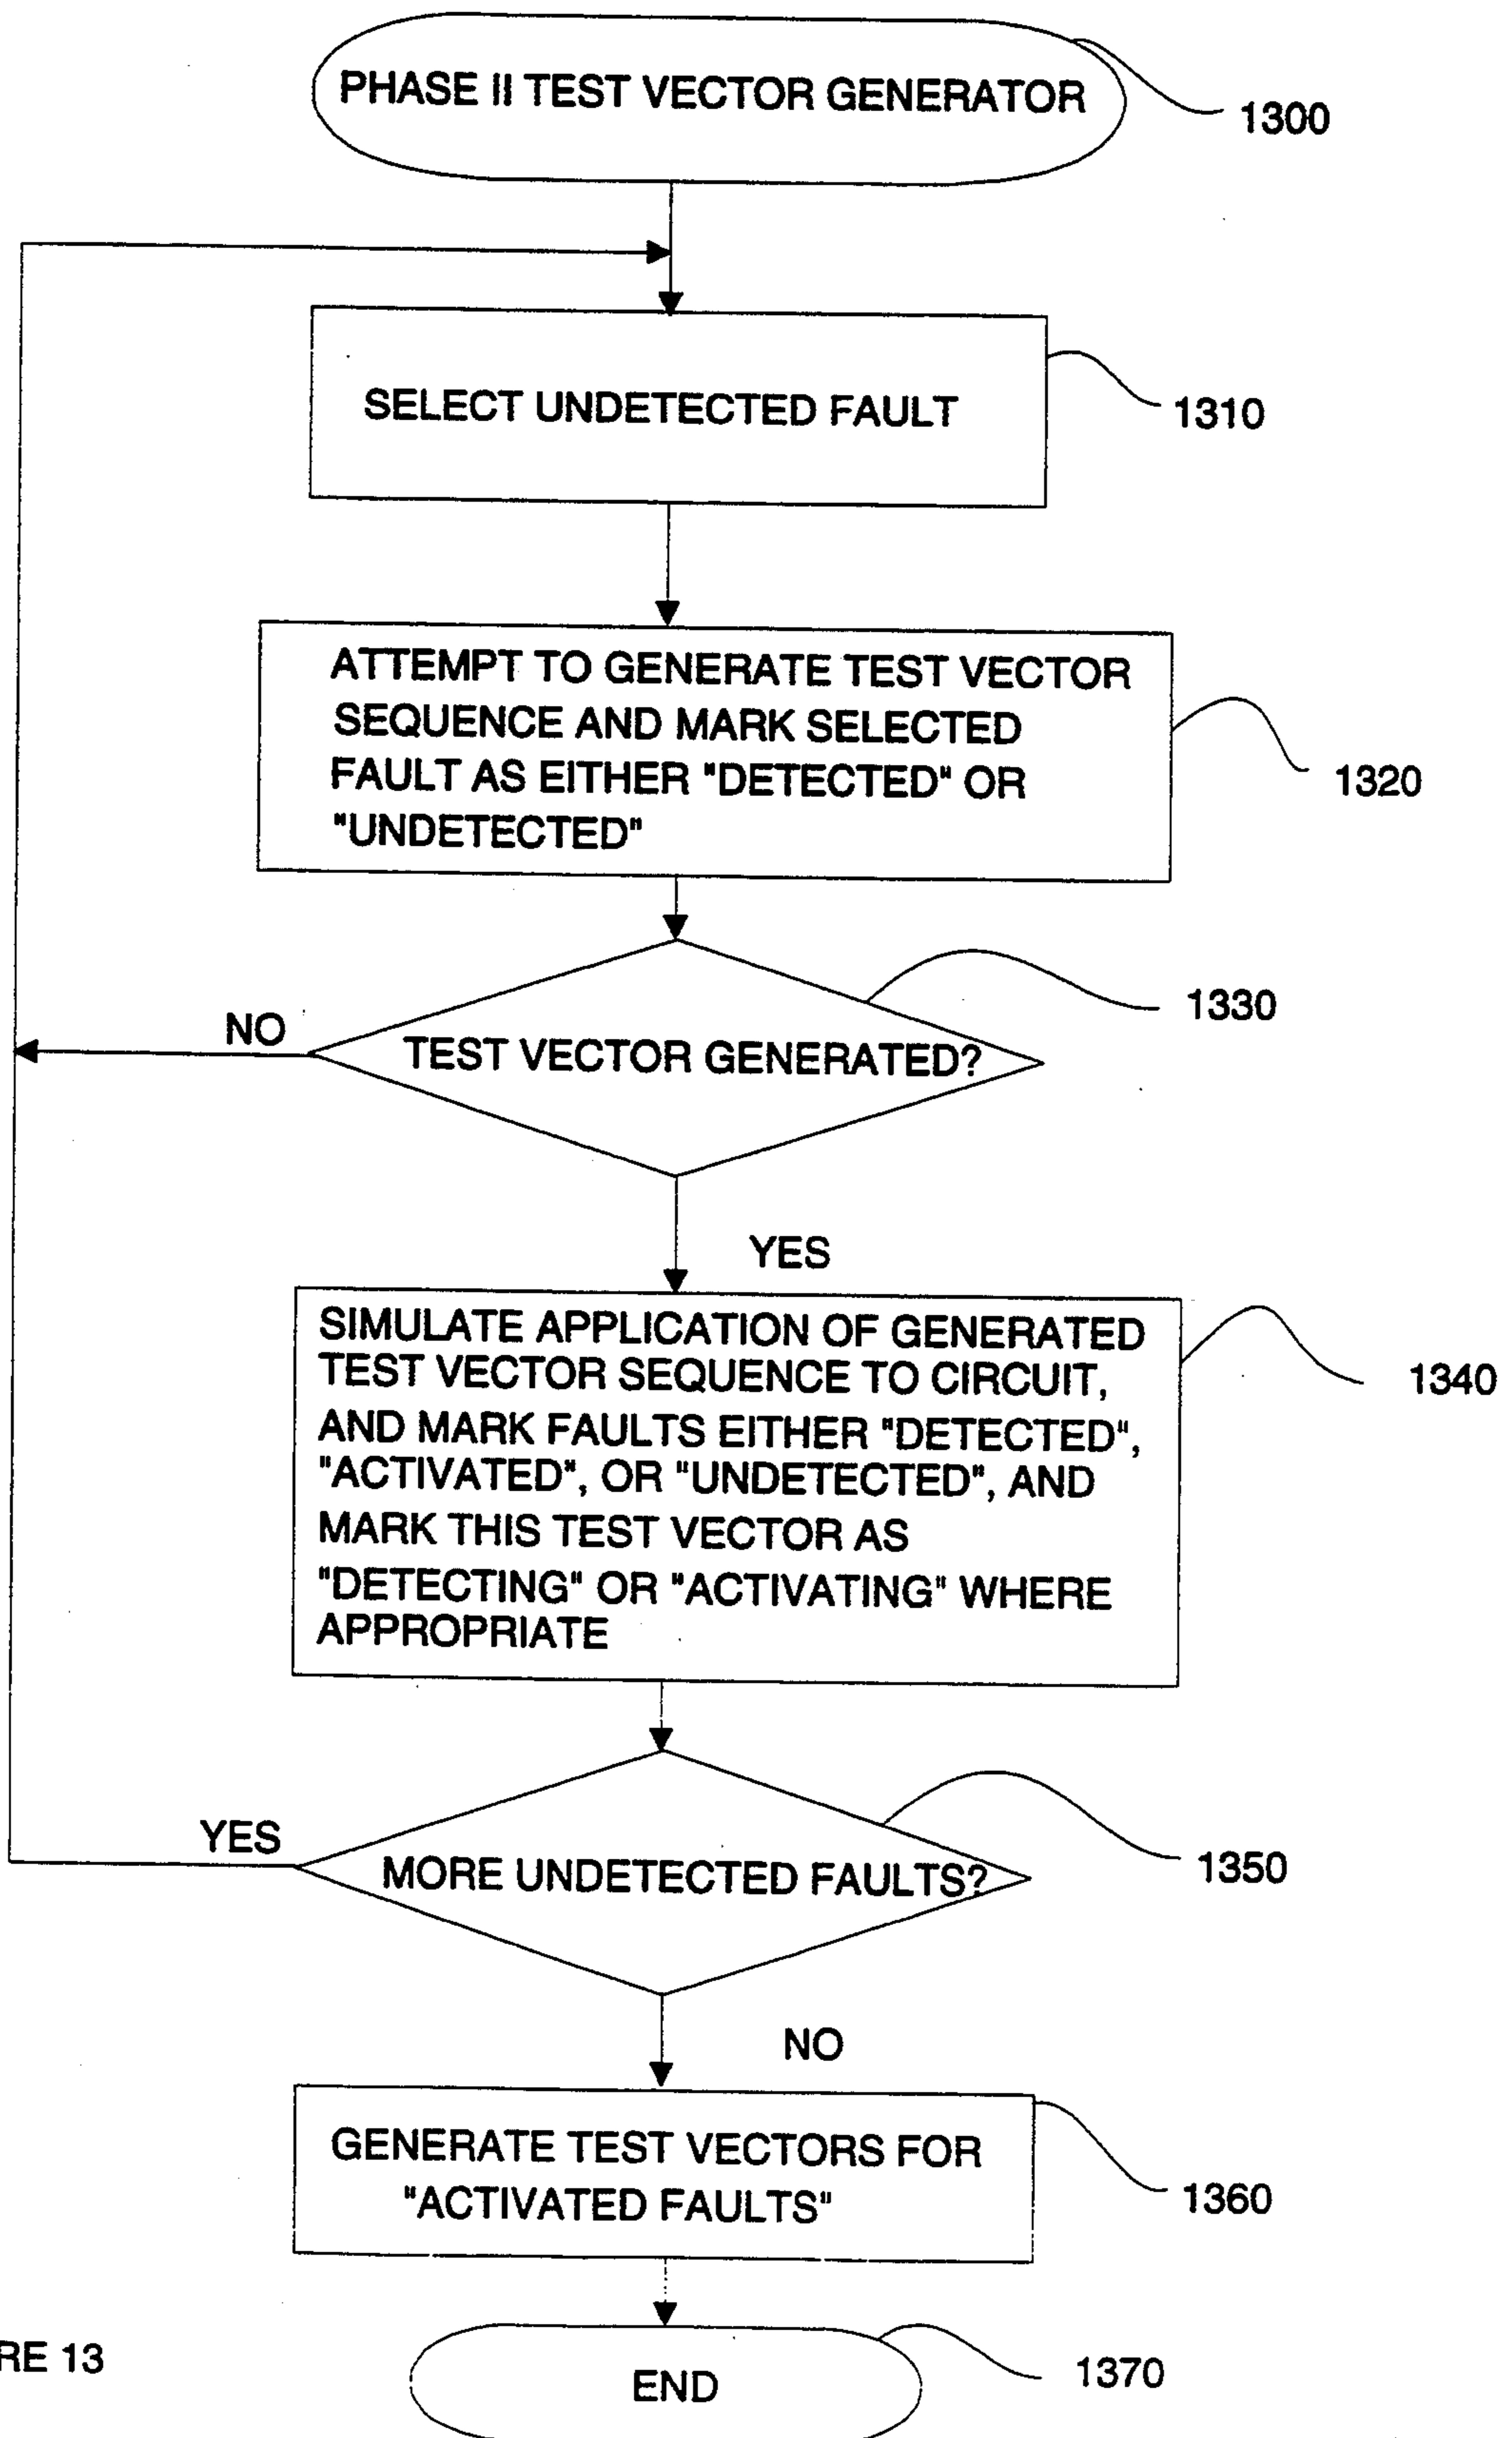 PHASE II TEST VECTOR GENERATOR
1300
SELECT UNDETECTED FAULT
1310
ATTEMPT TO GENERATE TEST VECTOR
SEQUENCE AND MARK SELECTED
FAULT AS EITHER "DETECTED" OR
"UNDETECTED"
1320
TEST VECTOR GENERATED?
1330
NO
YES
SIMULATE APPLICATION OF GENERATED
TEST VECTOR SEQUENCE TO CIRCUIT,
AND MARK FAULTS EITHER "DETECTED",
"ACTIVATED", OR "UNDETECTED", AND
MARK THIS TEST VECTOR AS
"DETECTING" OR "ACTIVATING" WHERE
APPROPRIATE
1340
YES
MORE UNDETECTED FAULTS?
1350
NO
GENERATE TEST VECTORS FOR
"ACTIVATED FAULTS"
1360
RE 13
END
1370